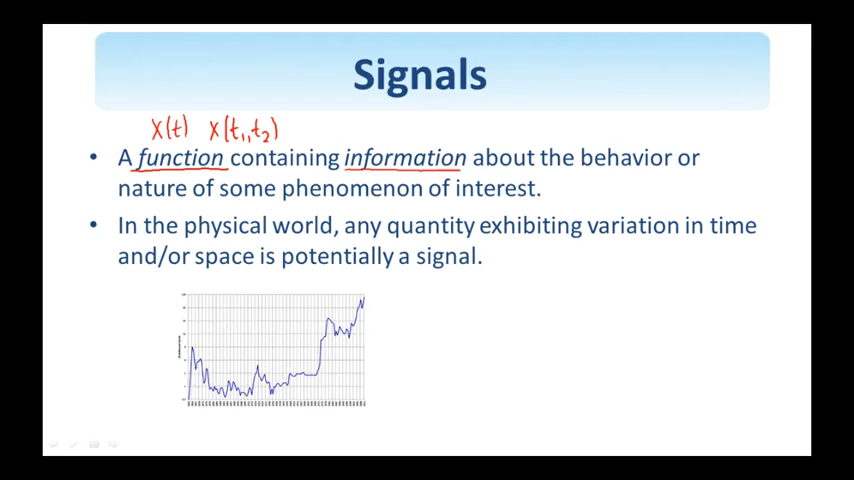 Signals
X(t) X(t₁,t₂)
• A function containing information about the behavior or
nature of some phenomenon of interest.
• In the physical world, any quantity exhibiting variation in time
and/or space is potentially a signal.